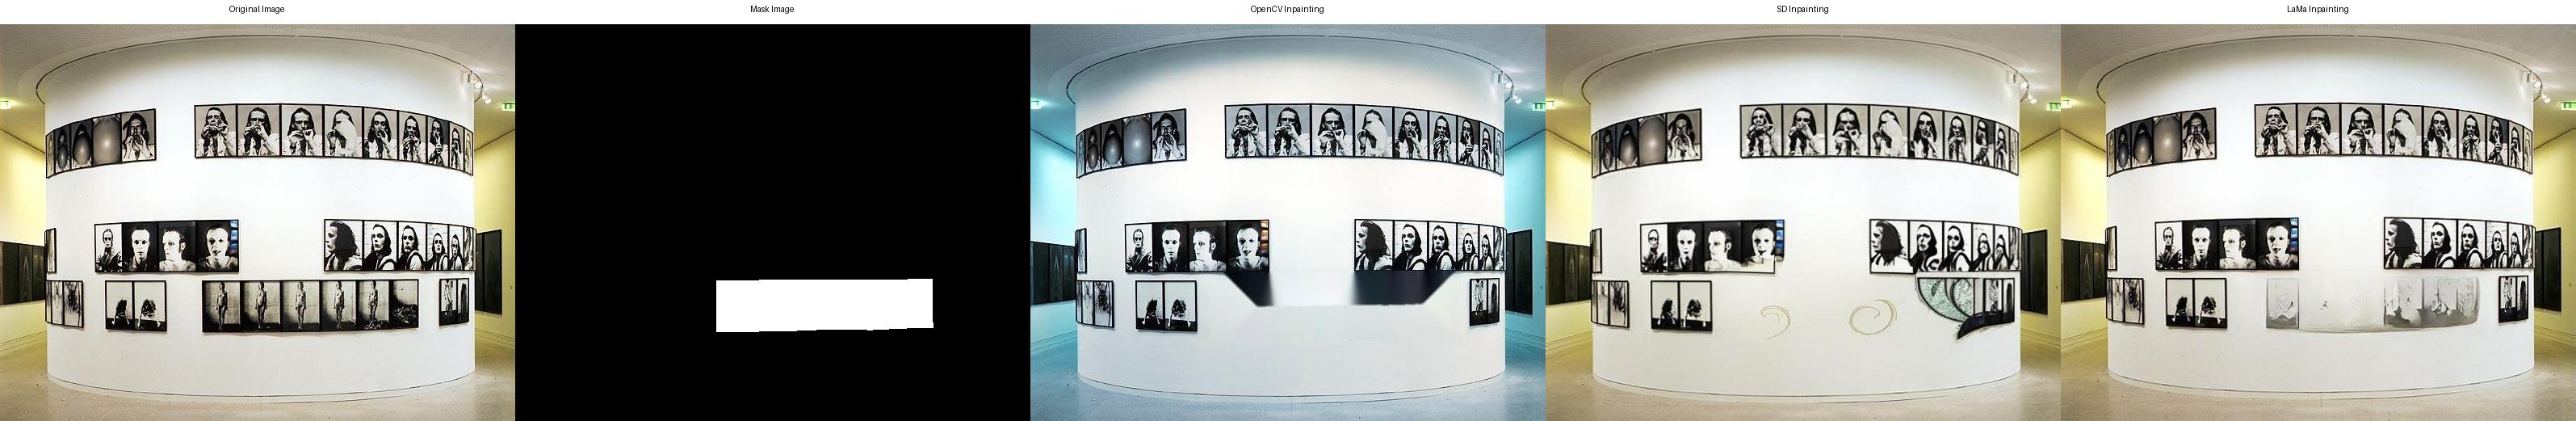 Original Image
Mask Image
OpenCV Inpainting
SD Inpainting
LaMa Inpainting